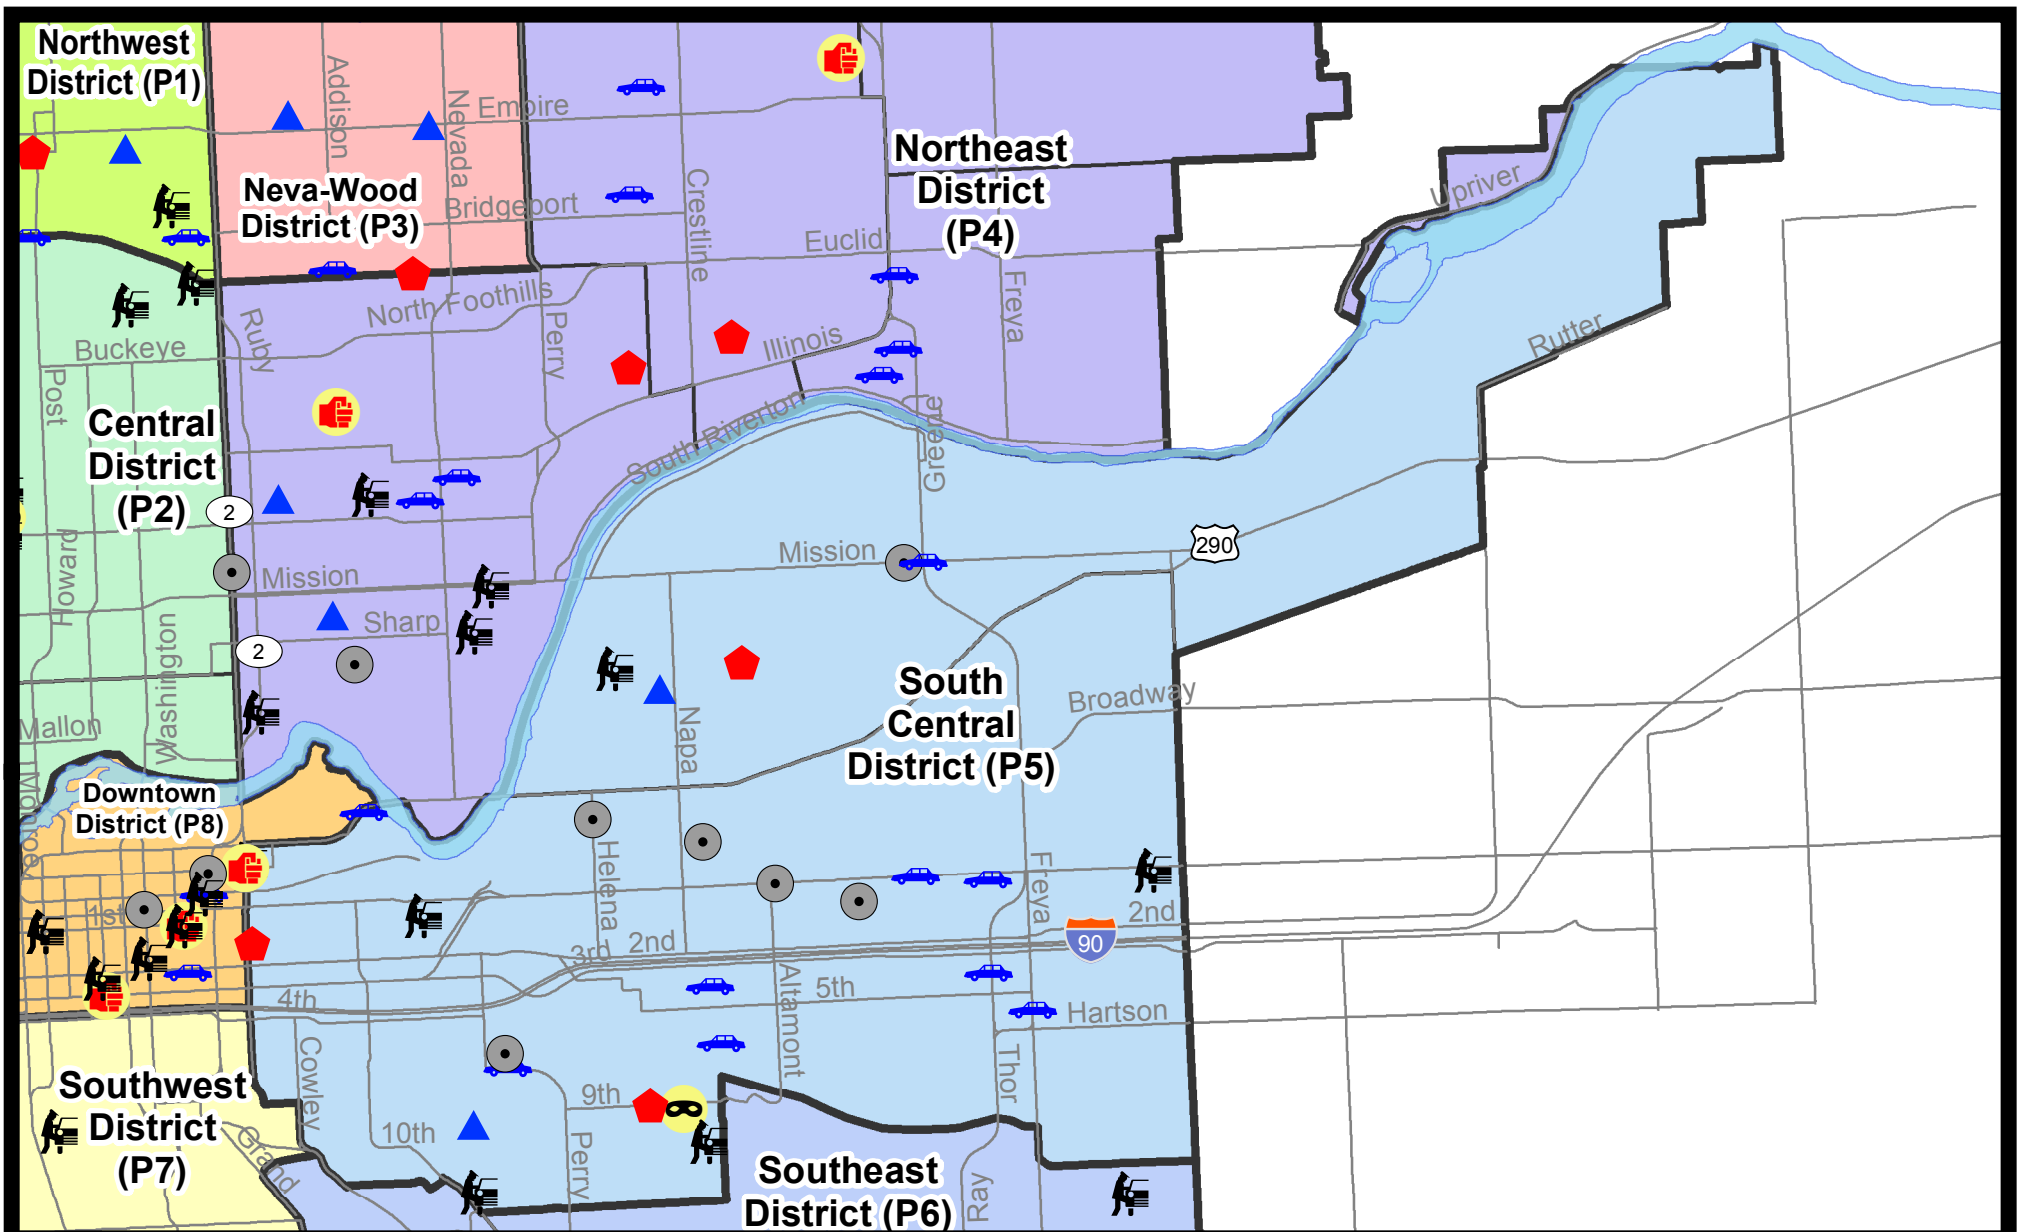 Northwest
District (P1)
Addison
Nevada
Empire
Neva-Wood
District (P3)
Bridgeport
Crestline
Northeast
District
(P4)
Euclid
Upriver
Freya
North Foothills
Ruby
Perry
Illinois
Rutter
Buckeye
Post
Central
District
(P2)
South Riverton
Greene
2
290
Mission
Mission
Howard
Sharp
Washington
2
South
Central
District (P5)
Broadway
Napa
Mallon
Monroe
Downtown
District (P8)
Helena
Freya
1st
2nd
90
2nd
3rd
4th
5th
Altamont
Hartson
Cowley
Thor
Southwest
District
(P7)
9th
10th
Grand
Perry
Southeast
District (P6)
Ray